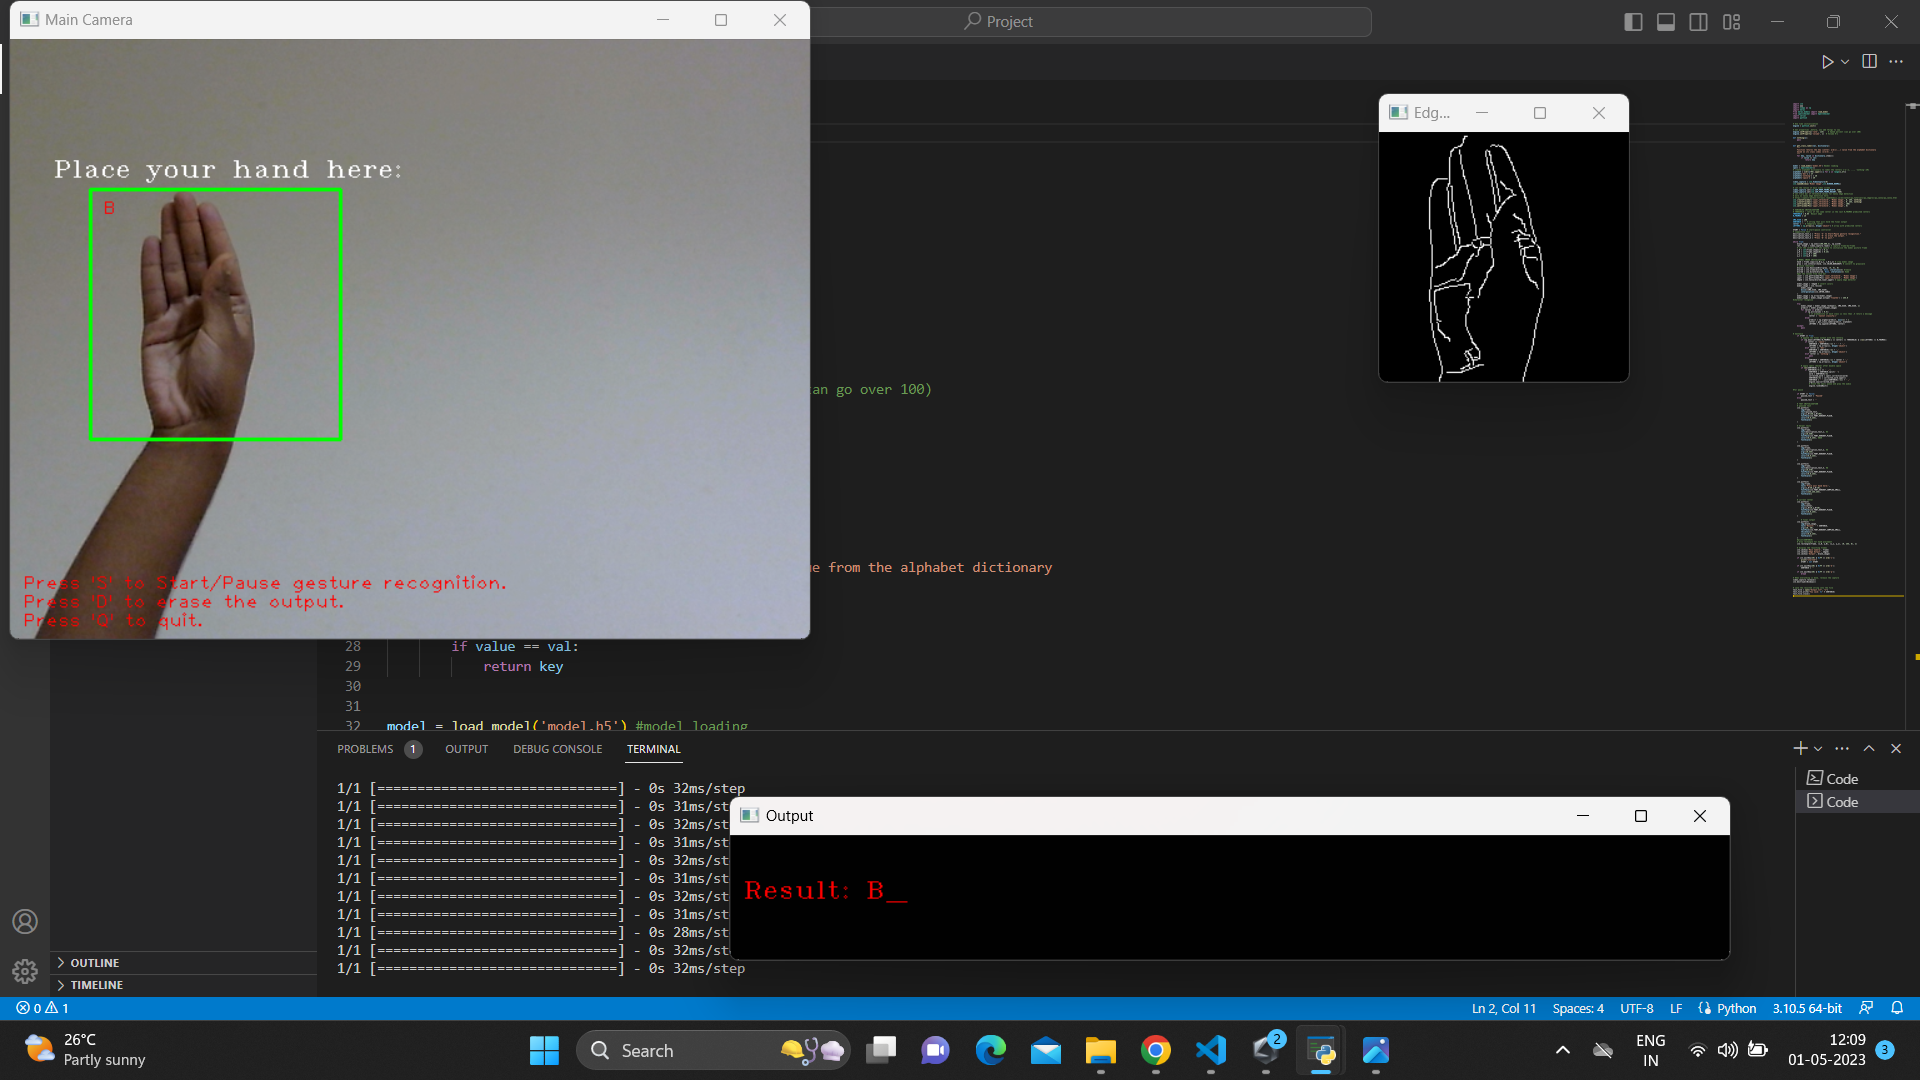 Main Camera
Project
Place your hand here:
B
Press 'S' to Start/Pause gesture recognition.
Press 'D' to erase the output.
Press 'Q' to quit.
Edg...
an go over 100)
e from the alphabet dictionary
28 if value == val:
29 return key
30
31
32 model = load_model('model.h5') #model loading
PROBLEMS 1 OUTPUT DEBUG CONSOLE TERMINAL
1/1 [==============================] - 0s 32ms/step
1/1 [==============================] - 0s 31ms/st
1/1 [==============================] - 0s 32ms/st
1/1 [==============================] - 0s 31ms/st
1/1 [==============================] - 0s 32ms/st
1/1 [==============================] - 0s 31ms/st
1/1 [==============================] - 0s 32ms/st
1/1 [==============================] - 0s 31ms/st
1/1 [==============================] - 0s 28ms/st
1/1 [==============================] - 0s 32ms/st
1/1 [==============================] - 0s 32ms/step
Code
Code
Output
Result: B_
OUTLINE
TIMELINE
0 1
Ln 2, Col 11 Spaces: 4 UTF-8 LF Python 3.10.5 64-bit
26°C
Partly sunny
Search
2
ENG
IN
12:09
01-05-2023
3